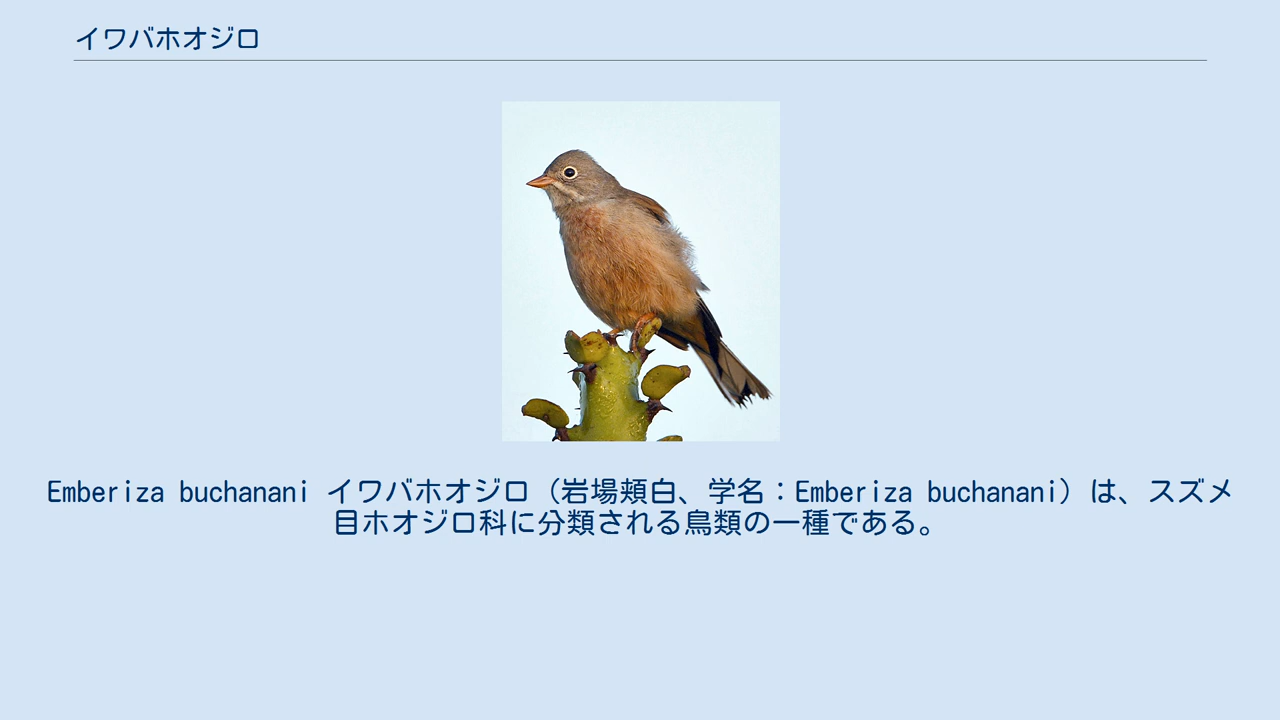 イワバホオジロ
Emberiza buchanani イワバホオジロ（岩場頬白、学名：Emberiza buchanani）は、スズメ
目ホオジロ科に分類される鳥類の一種である。